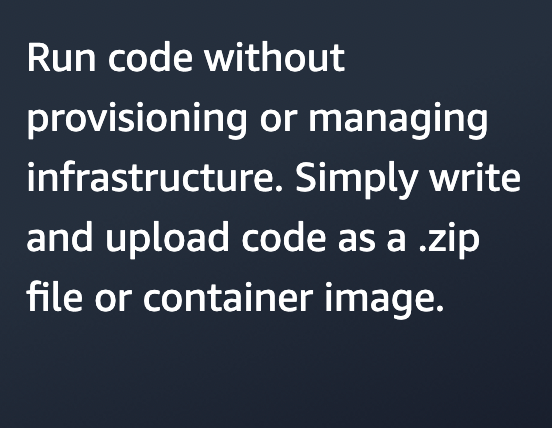 Run code without
provisioning or managing
infrastructure. Simply write
and upload code as a .zip
file or container image.